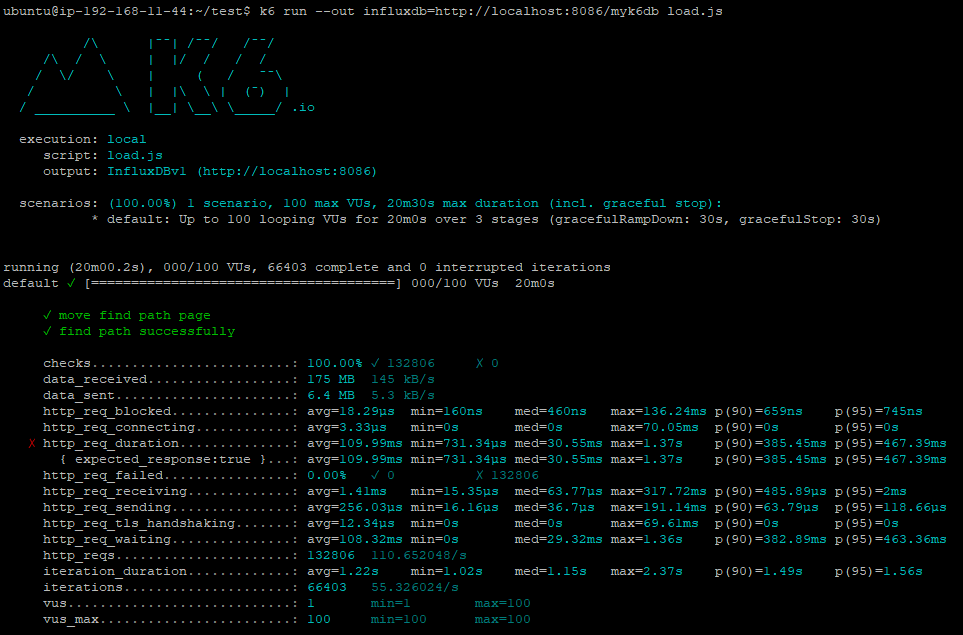 ubuntu@ip-192-168-11-44:~/test$ k6 run --out influxdb=http://localhost:8086/myk6db load.js
          /\      |‾‾| /‾‾/   /‾‾/
     /\  /  \     |  |/  /   /  /
    /  \/    \    |     (   /   ‾‾\
   /          \   |  |\  \ |  (‾)  |
  / __________ \  |__| \__\ \_____/ .io
execution: local
script: load.js
output: InfluxDBv1 (http://localhost:8086)
scenarios: (100.00%) 1 scenario, 100 max VUs, 20m30s max duration (incl. graceful stop):
* default: Up to 100 looping VUs for 20m0s over 3 stages (gracefulRampDown: 30s, gracefulStop: 30s)
running (20m00.2s), 000/100 VUs, 66403 complete and 0 interrupted iterations
default ✓ [======================================] 000/100 VUs  20m0s
✓ move find path page
✓ find path successfully
checks.........................: 100.00% ✓ 132806     ✗ 0
data_received..................: 175 MB  145 kB/s
data_sent......................: 6.4 MB  5.3 kB/s
http_req_blocked...............: avg=18.29µs  min=160ns    med=460ns   max=136.24ms p(90)=659ns    p(95)=745ns
http_req_connecting............: avg=3.33µs   min=0s       med=0s      max=70.05ms  p(90)=0s       p(95)=0s
✗ http_req_duration..............: avg=109.99ms min=731.34µs med=30.55ms max=1.37s    p(90)=385.45ms p(95)=467.39ms
{ expected_response:true }...: avg=109.99ms min=731.34µs med=30.55ms max=1.37s    p(90)=385.45ms p(95)=467.39ms
http_req_failed................: 0.00%   ✓ 0          ✗ 132806
http_req_receiving.............: avg=1.41ms   min=15.35µs  med=63.77µs max=317.72ms p(90)=485.89µs p(95)=2ms
http_req_sending...............: avg=256.03µs min=16.16µs  med=36.7µs  max=191.14ms p(90)=63.79µs  p(95)=118.66µs
http_req_tls_handshaking.......: avg=12.34µs  min=0s       med=0s      max=69.61ms  p(90)=0s       p(95)=0s
http_req_waiting...............: avg=108.32ms min=0s       med=29.32ms max=1.36s    p(90)=382.89ms p(95)=463.36ms
http_reqs......................: 132806  110.652048/s
iteration_duration.............: avg=1.22s    min=1.02s    med=1.15s   max=2.37s    p(90)=1.49s    p(95)=1.56s
iterations.....................: 66403   55.326024/s
vus............................: 1       min=1        max=100
vus_max........................: 100     min=100      max=100